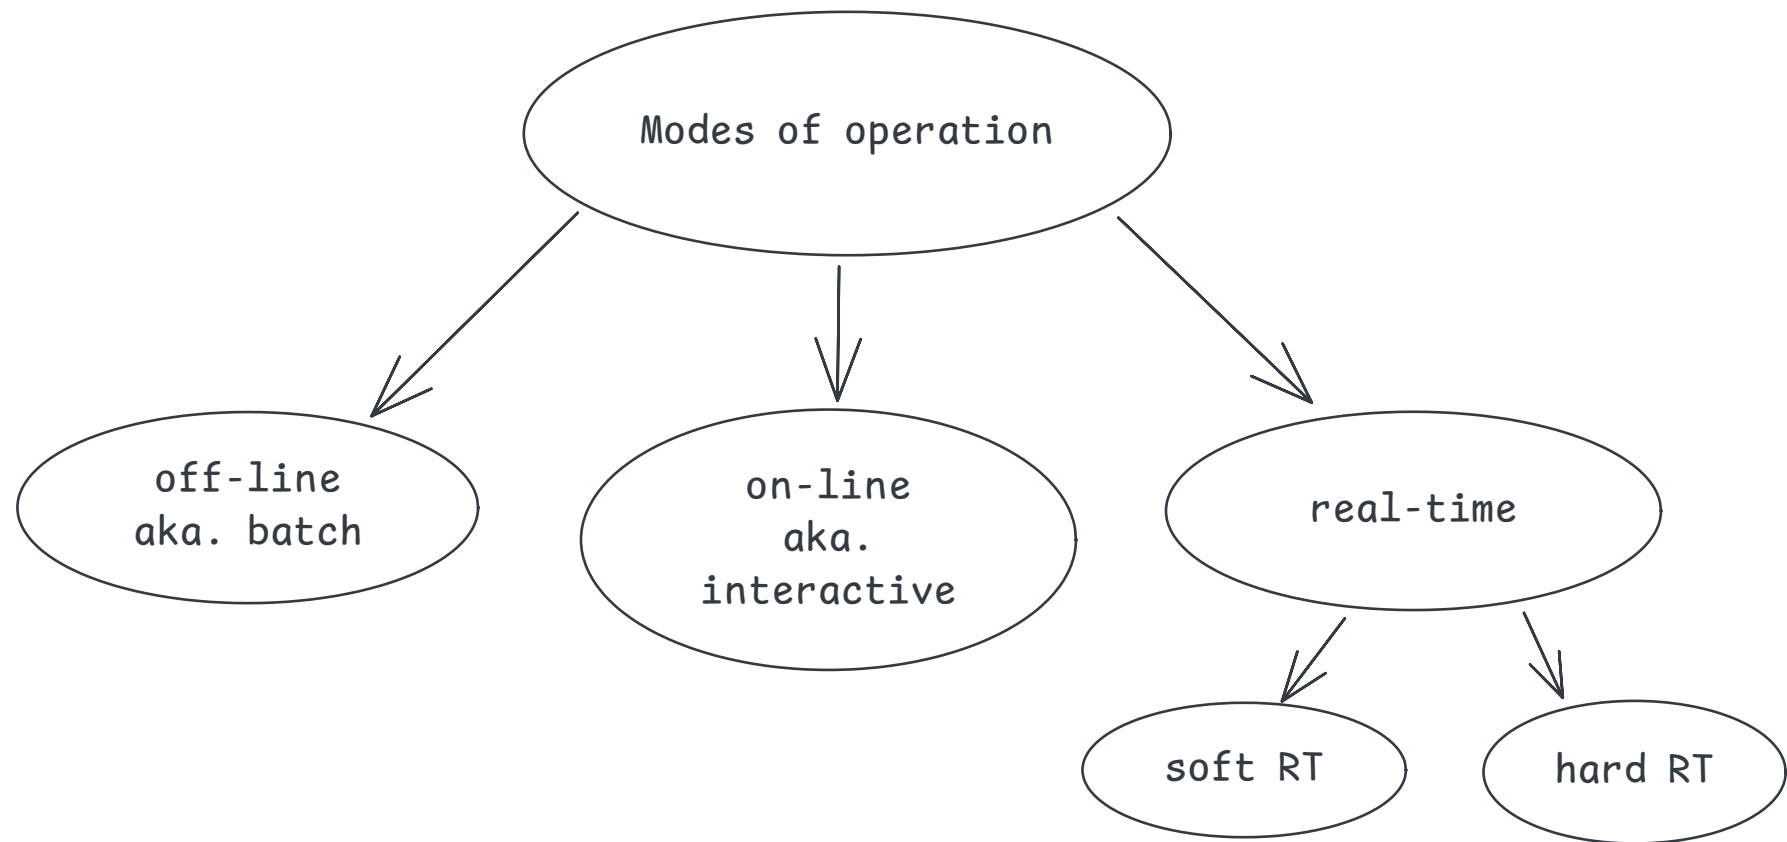 Modes of operation
off-line
aka. batch
on-line
aka.
interactive
real-time
soft RT
hard RT